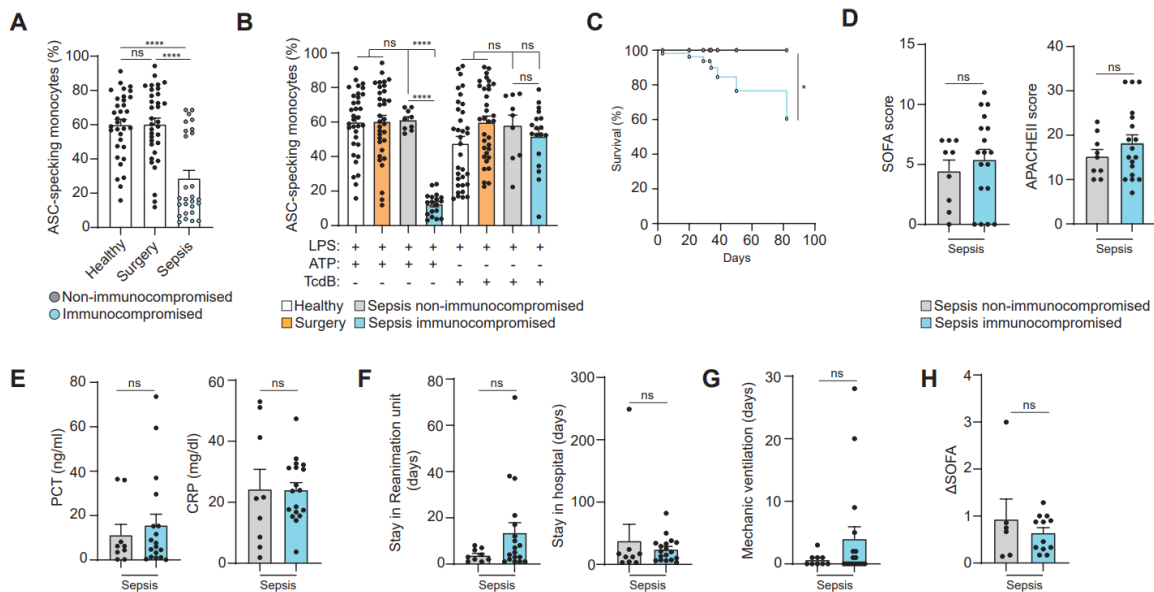 A
ASC-specking monocytes (%)
100
80
60
40
20
0
****
ns
****
Healthy
Surgery
Sepsis
Non-immunocompromised
Immunocompromised
B
ASC-specking monocytes (%)
100
80
60
40
20
0
ns
****
****
ns
ns
ns
LPS: + + + + + + + +
ATP: + + + + - - - -
TcdB: - - - - + + + +
Healthy
Surgery
Sepsis non-immunocompromised
Sepsis immunocompromised
C
Survival (%)
100
80
60
40
20
0
0 20 40 60 80 100
Days
*
D
SOFA score
15
10
5
0
ns
Sepsis
APACHEII score
40
30
20
10
0
ns
Sepsis
Sepsis non-immunocompromised
Sepsis immunocompromised
E
PCT (ng/ml)
80
60
40
20
0
ns
Sepsis
CRP (mg/dl)
60
40
20
0
ns
Sepsis
F
Stay in Reanimation unit
(days)
80
60
40
20
0
ns
Sepsis
Stay in hospital (days)
300
200
100
0
ns
Sepsis
G
Mechanic ventilation (days)
30
20
10
0
ns
Sepsis
H
ΔSOFA
4
3
2
1
0
ns
Sepsis